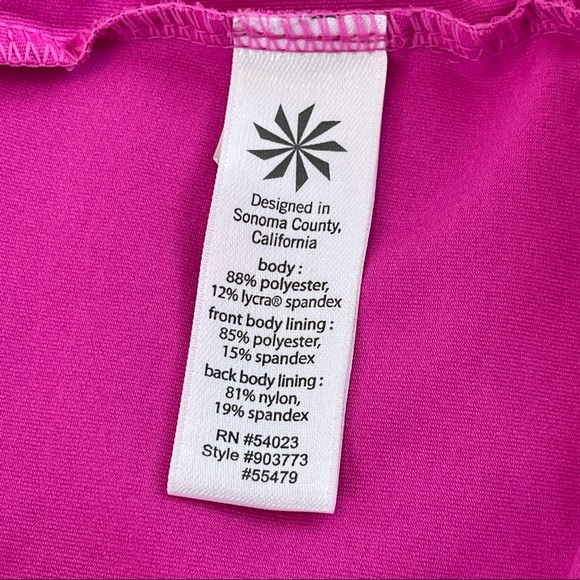 Designed in
Sonoma County,
California
body :
88% polyester,
12% lycra® spandex
front body lining :
85% polyester,
15% spandex
back body lining :
81% nylon,
19% spandex
RN #54023
Style #903773
#55479